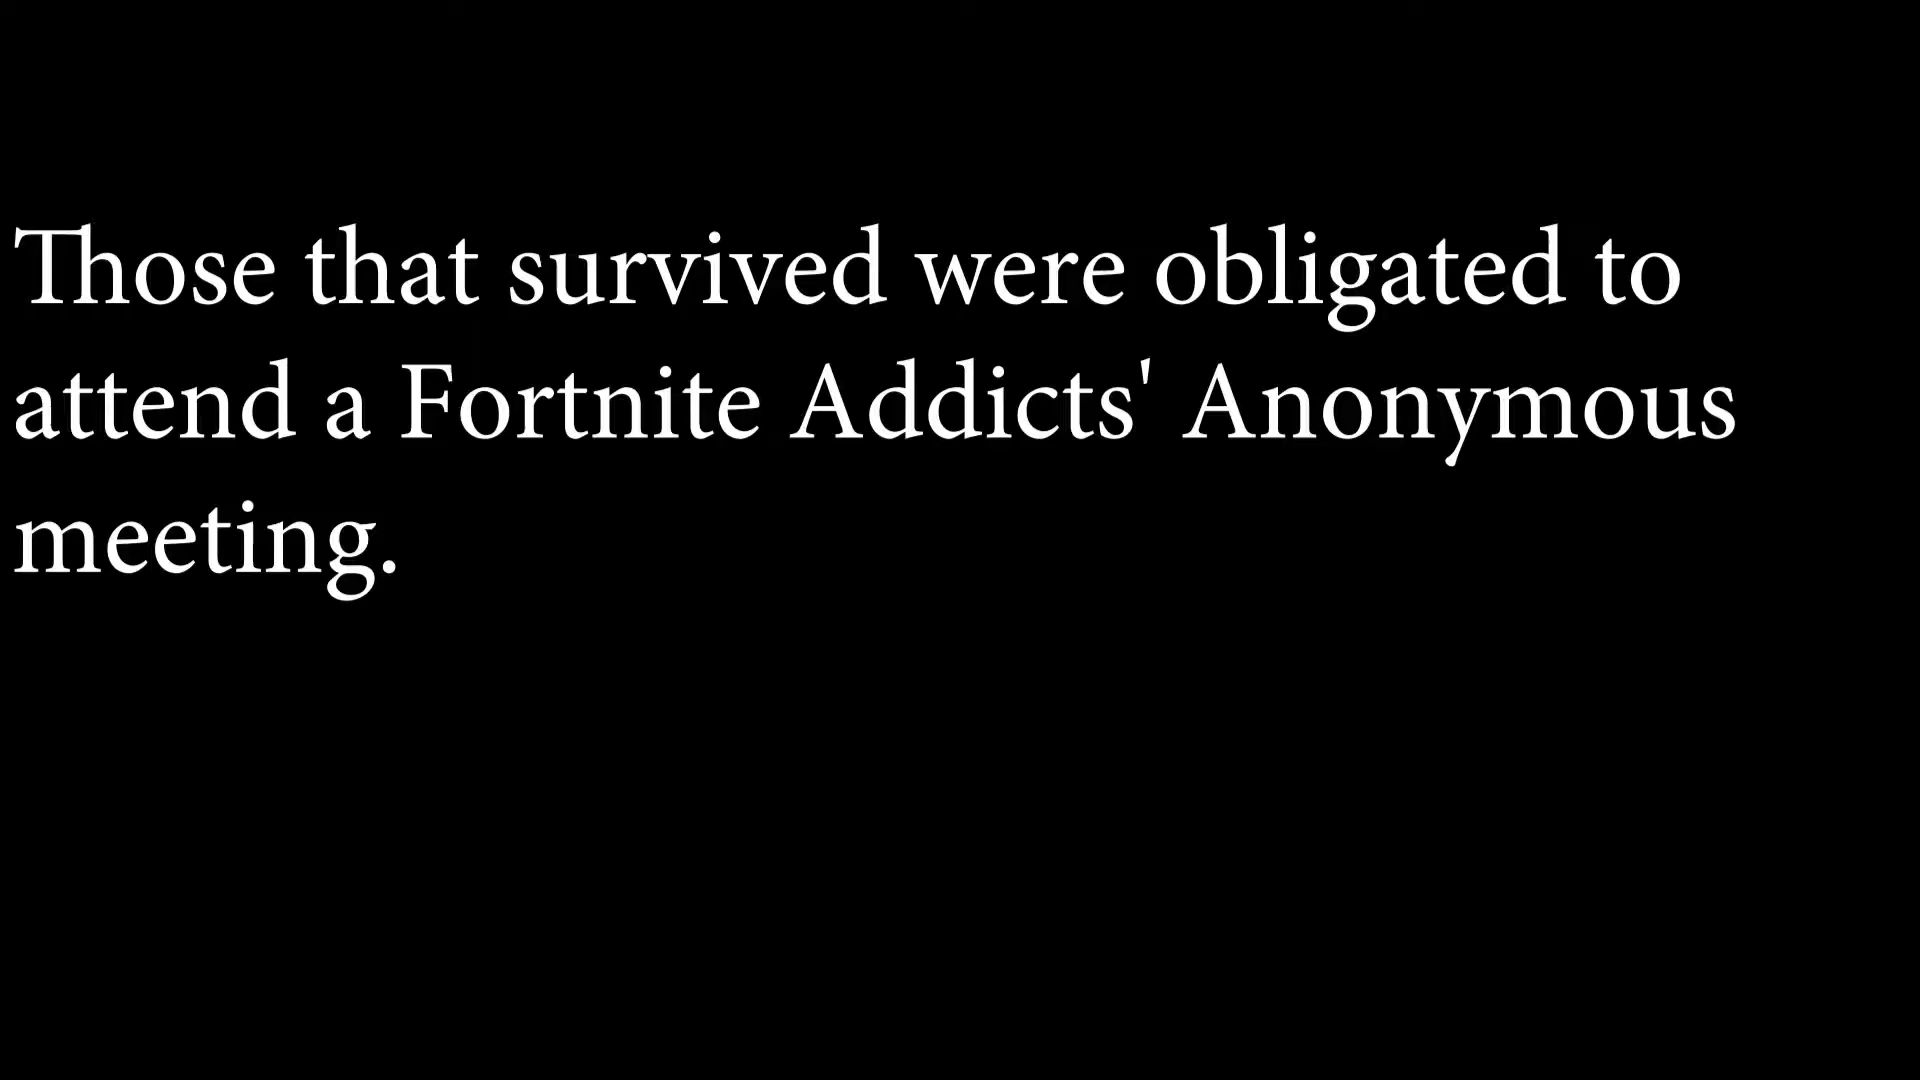 Those that survived were obligated to
attend a Fortnite Addicts' Anonymous
meeting.